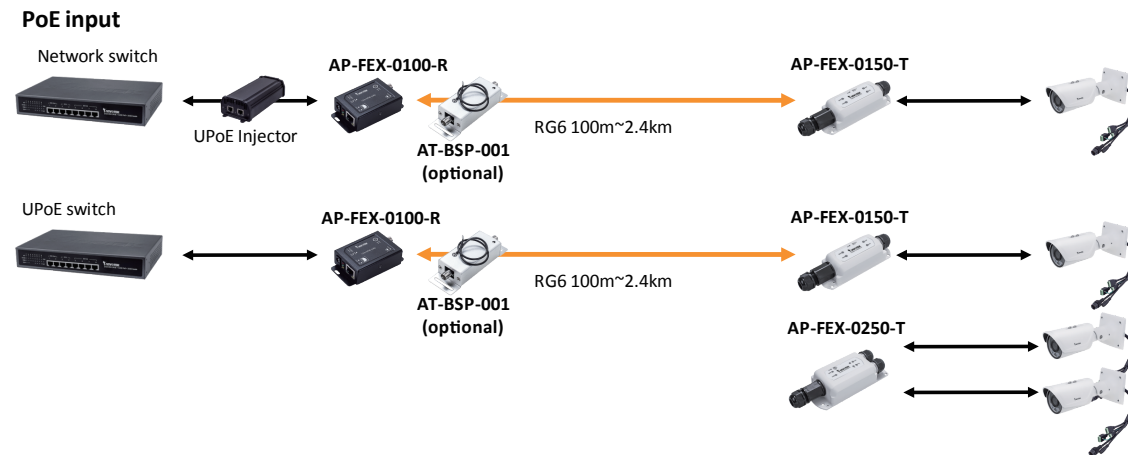 PoE input
Network switch
AP-FEX-0100-R
AP-FEX-0150-T
UPoE Injector
RG6 100m~2.4km
AT-BSP-001
(optional)
UPoE switch
AP-FEX-0100-R
AP-FEX-0150-T
RG6 100m~2.4km
AT-BSP-001
(optional)
AP-FEX-0250-T